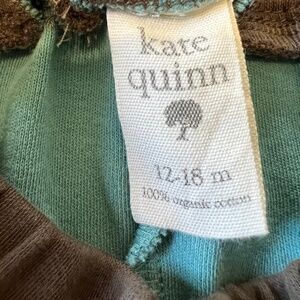 kate
quinn
12-18 m
100% organic cotton